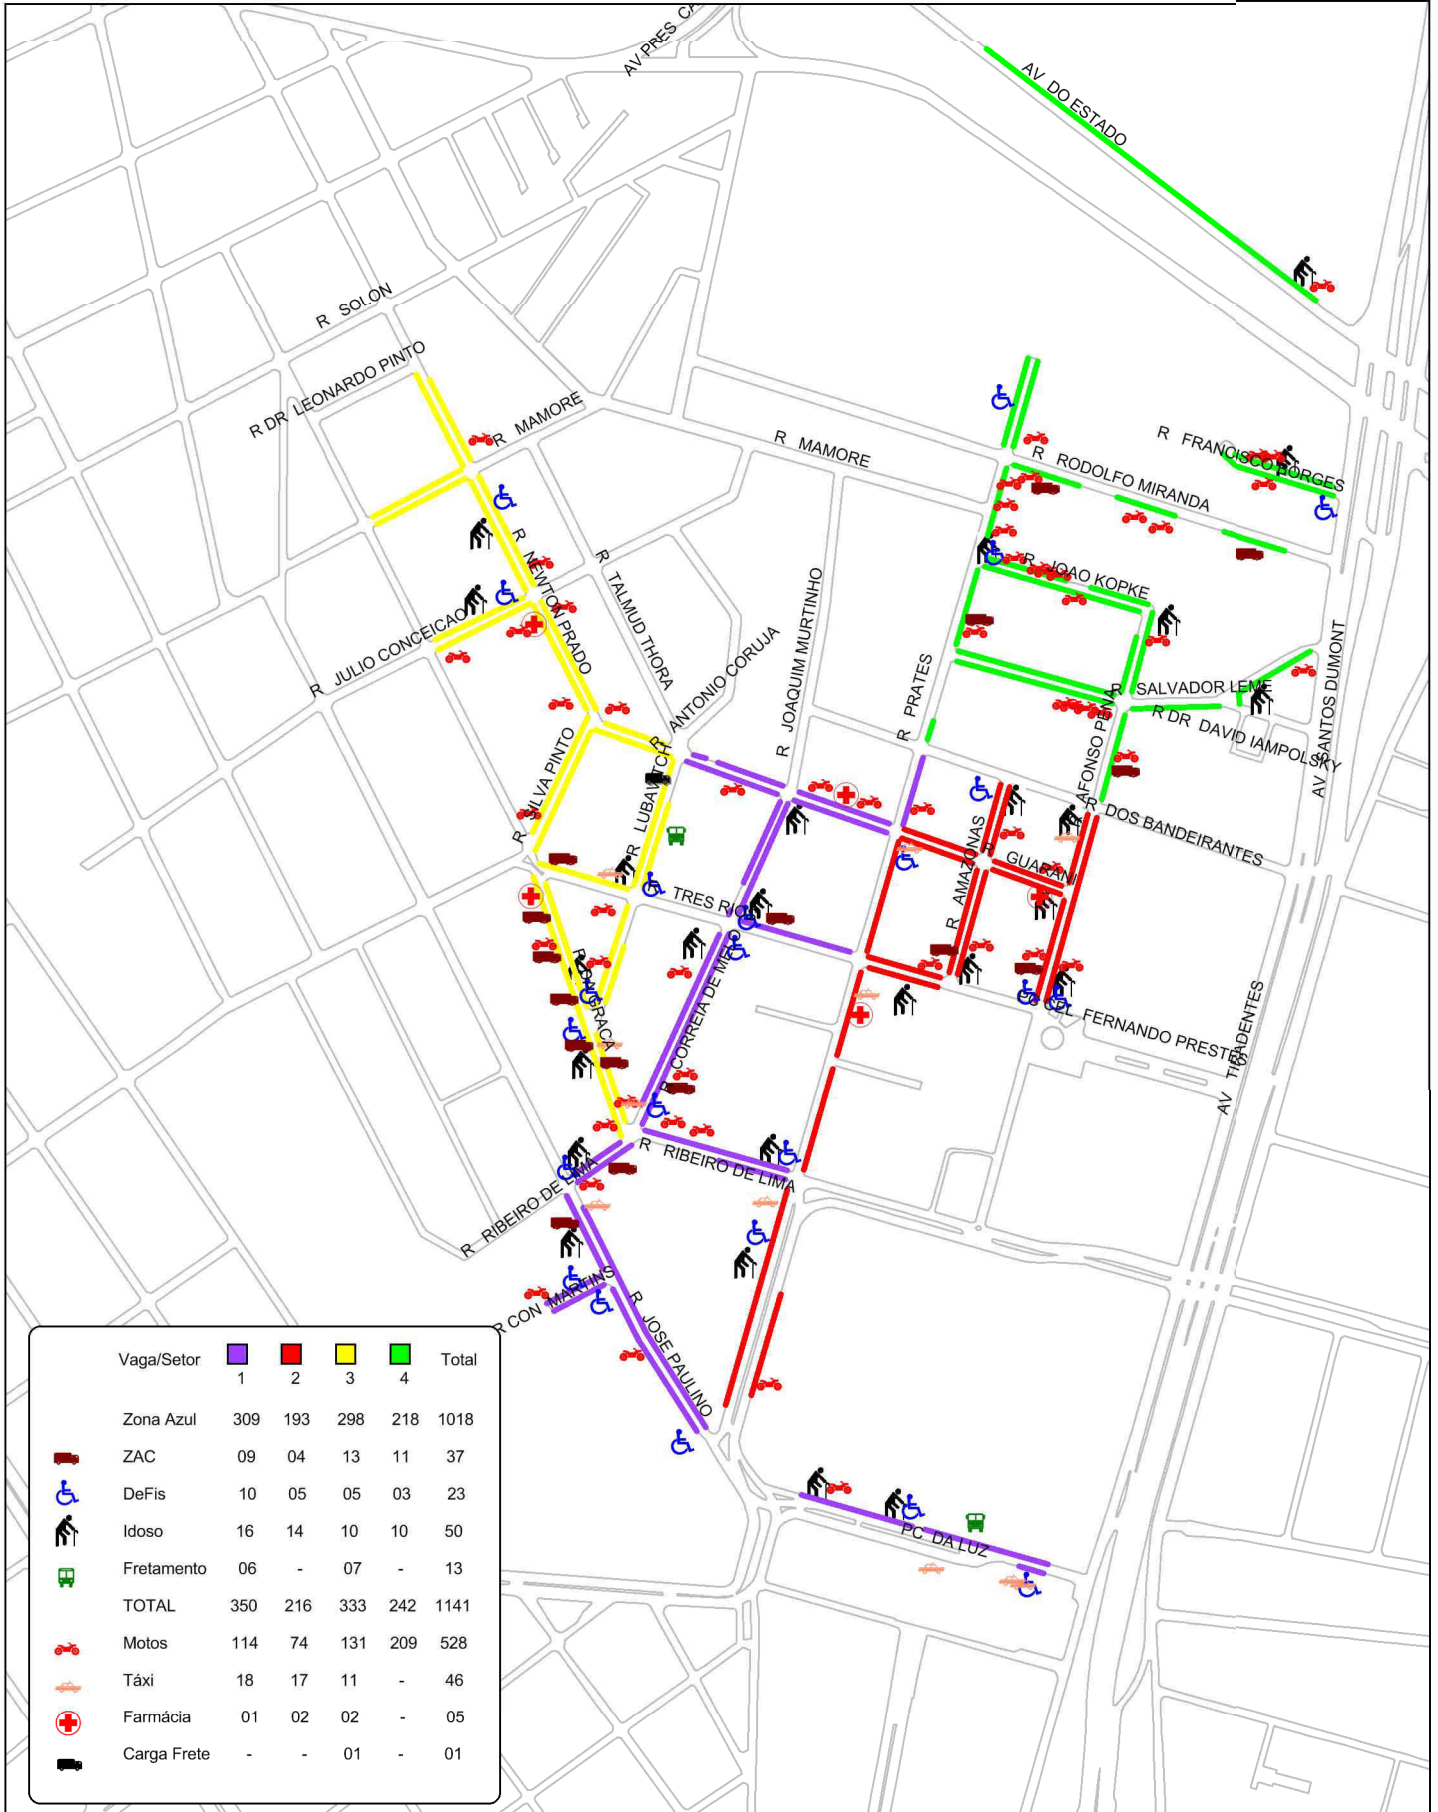 AV PRES CA
AV DO ESTADO
R SOLON
R DR LEONARDO PINTO
R MAMORE
R MAMORE
R FRANCISCO BORGES
R RODOLFO MIRANDA
R NEWTON PRADO
R TALMUD THORA
R JOAO KOPKE
R JULIO CONCEICAO
R ANTONIO CORUJA
R JOAQUIM MURTINHO
R PRATES
R SALVADOR LEME
R DR DAVID IAMPOLSKY
AV SANTOS DUMONT
R AFONSO PENA
R SILVA PINTO
R LUBAVITCH
R DOS BANDEIRANTES
R AMAZONAS
R GUARANI
R TRES RIOS
R DA GRACA
R CORREIA DE MELO
PC CEL FERNANDO PRESTES
AV TIRADENTES
R RIBEIRO DE LIMA
R RIBEIRO DE LIMA
R CON MARTINS
R JOSE PAULINO
PC DA LUZ
Vaga/Setor 1 2 3 4 Total
Zona Azul 309 193 298 218 1018
ZAC 09 04 13 11 37
DeFis 10 05 05 03 23
Idoso 16 14 10 10 50
Fretamento 06 - 07 - 13
TOTAL 350 216 333 242 1141
Motos 114 74 131 209 528
Táxi 18 17 11 - 46
Farmácia 01 02 02 - 05
Carga Frete - - 01 - 01